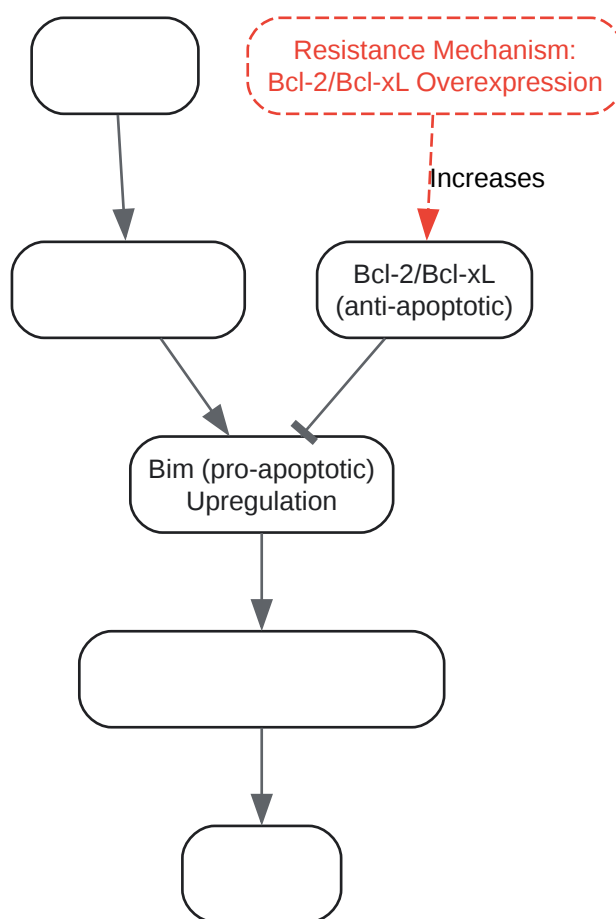 Resistance Mechanism:
Bcl-2/Bcl-xL Overexpression
Increases
Bcl-2/Bcl-xL
(anti-apoptotic)
Bim (pro-apoptotic)
Upregulation